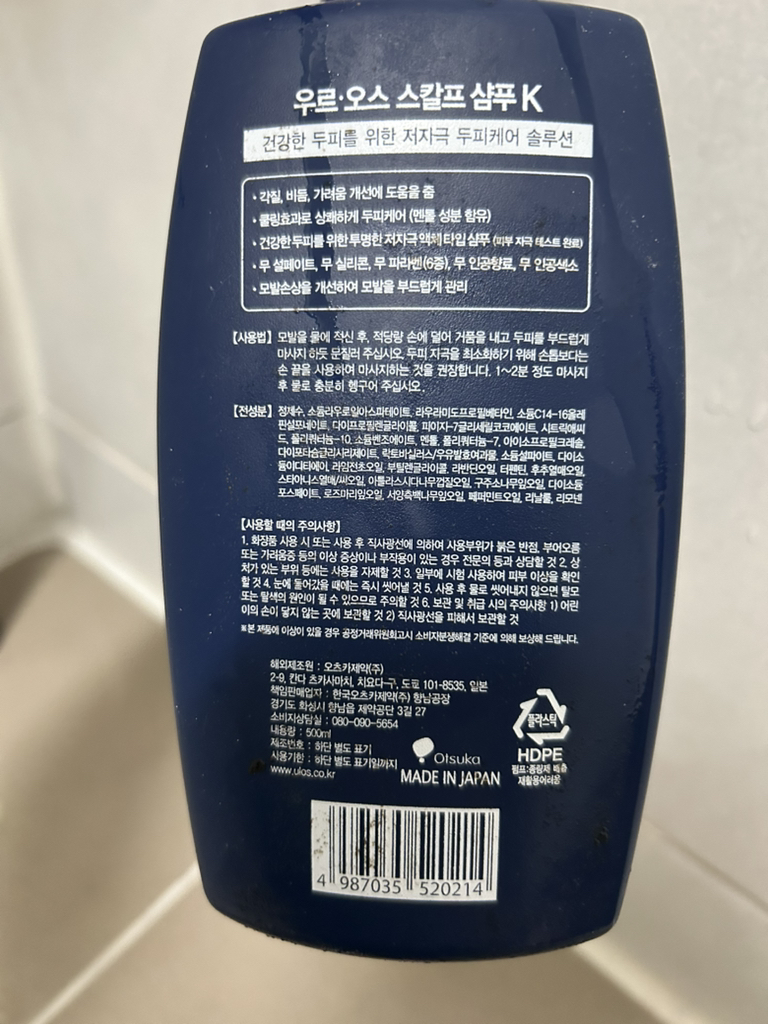 우르·오스 스칼프 샴푸 K
건강한 두피를 위한 저자극 두피케어 솔루션
• 각질, 비듬, 가려움 개선에 도움을 줌
• 쿨링효과로 상쾌하게 두피케어 (멘톨 성분 함유)
• 건강한 두피를 위한 투명한 저자극 액체 타입 샴푸 (피부 자극 테스트 완료)
• 무 설페이트, 무 실리콘, 무 파라벤(6종), 무 인공향료, 무 인공색소
• 모발손상을 개선하여 모발을 부드럽게 관리
[사용법] 모발을 물에 적신 후, 적당량 손에 덜어 거품을 내고 두피를 부드럽게
마사지 하듯 문질러 주십시오. 두피 자극을 최소화하기 위해 손톱보다는
손 끝을 사용하여 마사지하는 것을 권장합니다. 1~2분 정도 마사지
후 물로 충분히 헹구어 주십시오.
[전성분] 정제수, 소듐라우로일아스파테이트, 라우라미도프로필베타인, 소듐C14-16올레
핀설포네이트, 다이프로필렌글라이콜, 피이지-7글리세릴코코에이트, 시트릭애씨
드, 폴리쿼터늄-10, 소듐벤조에이트, 멘톨, 폴리쿼터늄-7, 아이소프로필크레솔,
다이포타슘글리시리제이트, 락토바실러스/우유발효여과물, 소듐설파이트, 다이소
듐이디티에이, 라임전초오일, 부틸렌글라이콜, 라반딘오일, 터펜틴, 후추열매오일,
스타아니스열매/씨오일, 아틀라스시다나무껍질오일, 구주소나무잎오일, 다이소듐
포스페이트, 로즈마리잎오일, 서양측백나무잎오일, 페퍼민트오일, 리날룰, 리모넨
[사용할 때의 주의사항]
1. 화장품 사용 시 또는 사용 후 직사광선에 의하여 사용부위가 붉은 반점, 부어오름
또는 가려움증 등의 이상 증상이나 부작용이 있는 경우 전문의 등과 상담할 것 2. 상
처가 있는 부위 등에는 사용을 자제할 것 3. 일부에 시험 사용하여 피부 이상을 확인
할 것 4. 눈에 들어갔을 때에는 즉시 씻어낼 것 5. 사용 후 물로 씻어내지 않으면 탈모
또는 탈색의 원인이 될 수 있으므로 주의할 것 6. 보관 및 취급 시의 주의사항 1) 어린
이의 손이 닿지 않는 곳에 보관할 것 2) 직사광선을 피해서 보관할 것
※본 제품에 이상이 있을 경우 공정거래위원회고시 소비자분쟁해결 기준에 의해 보상해 드립니다.
해외제조원 : 오츠카제약(주)
2-9, 칸다 츠카사마치, 치요다-구, 도쿄 101-8535, 일본
책임판매업자 : 한국오츠카제약(주) 향남공장
경기도 화성시 향남읍 제약공단 3길 27
소비자상담실 : 080-090-5654
내용량 : 500ml
제조번호 : 하단 별도 표기
사용기한 : 하단 별도 표기일까지
www.ulos.co.kr
Otsuka
MADE IN JAPAN
플라스틱
HDPE
펌프:종량제 배출
재활용어려움
4 987035 520214